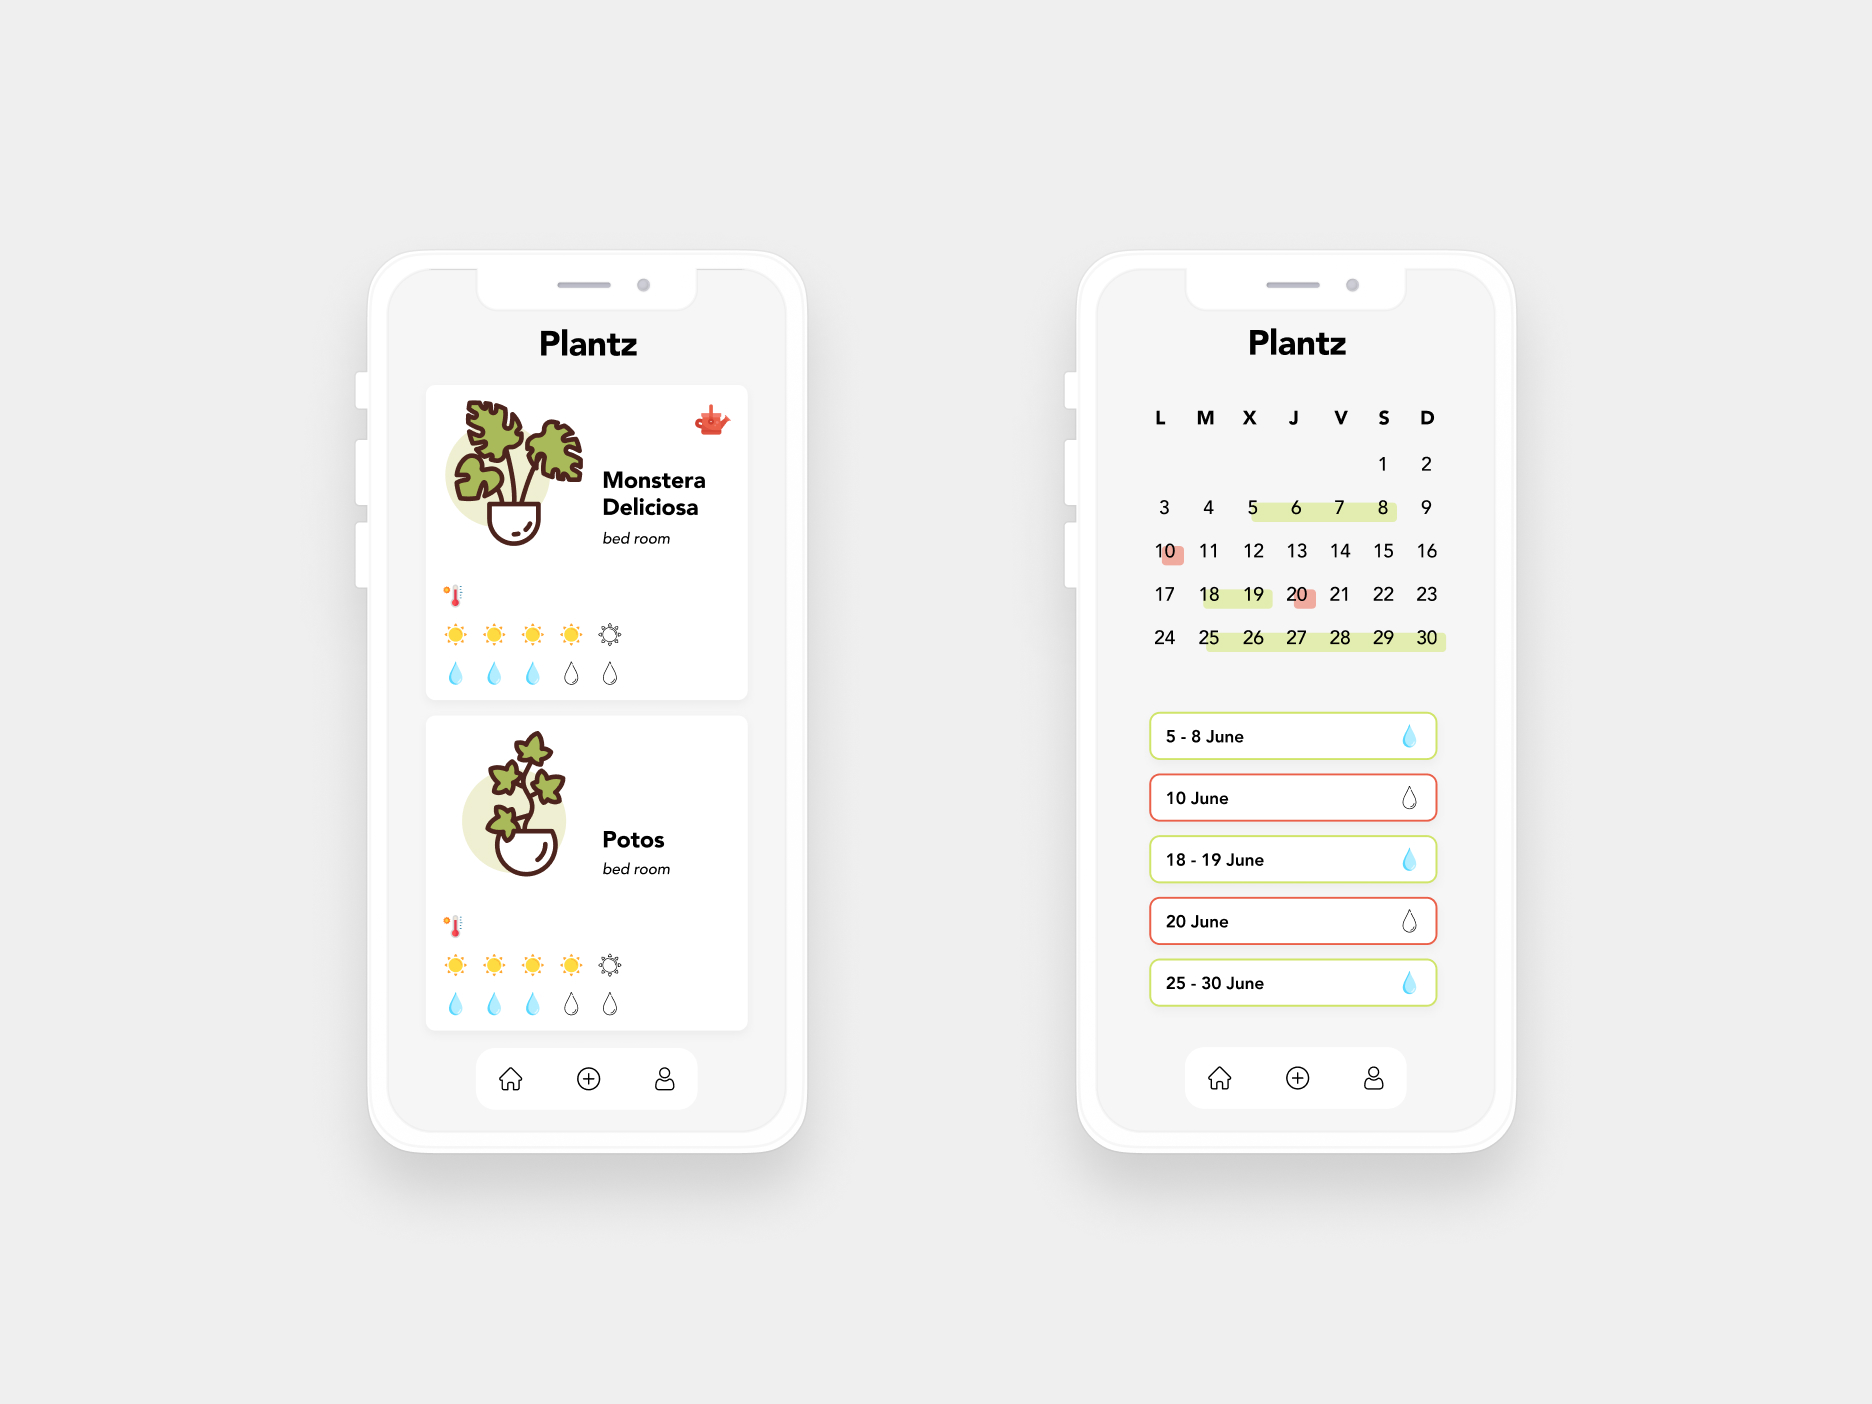 Plantz
Monstera
Deliciosa
bed room
Potos
bed room
Plantz
L M X J V S D
1 2
3 4 5 6 7 8 9
10 11 12 13 14 15 16
17 18 19 20 21 22 23
24 25 26 27 28 29 30
5 - 8 June
10 June
18 - 19 June
20 June
25 - 30 June